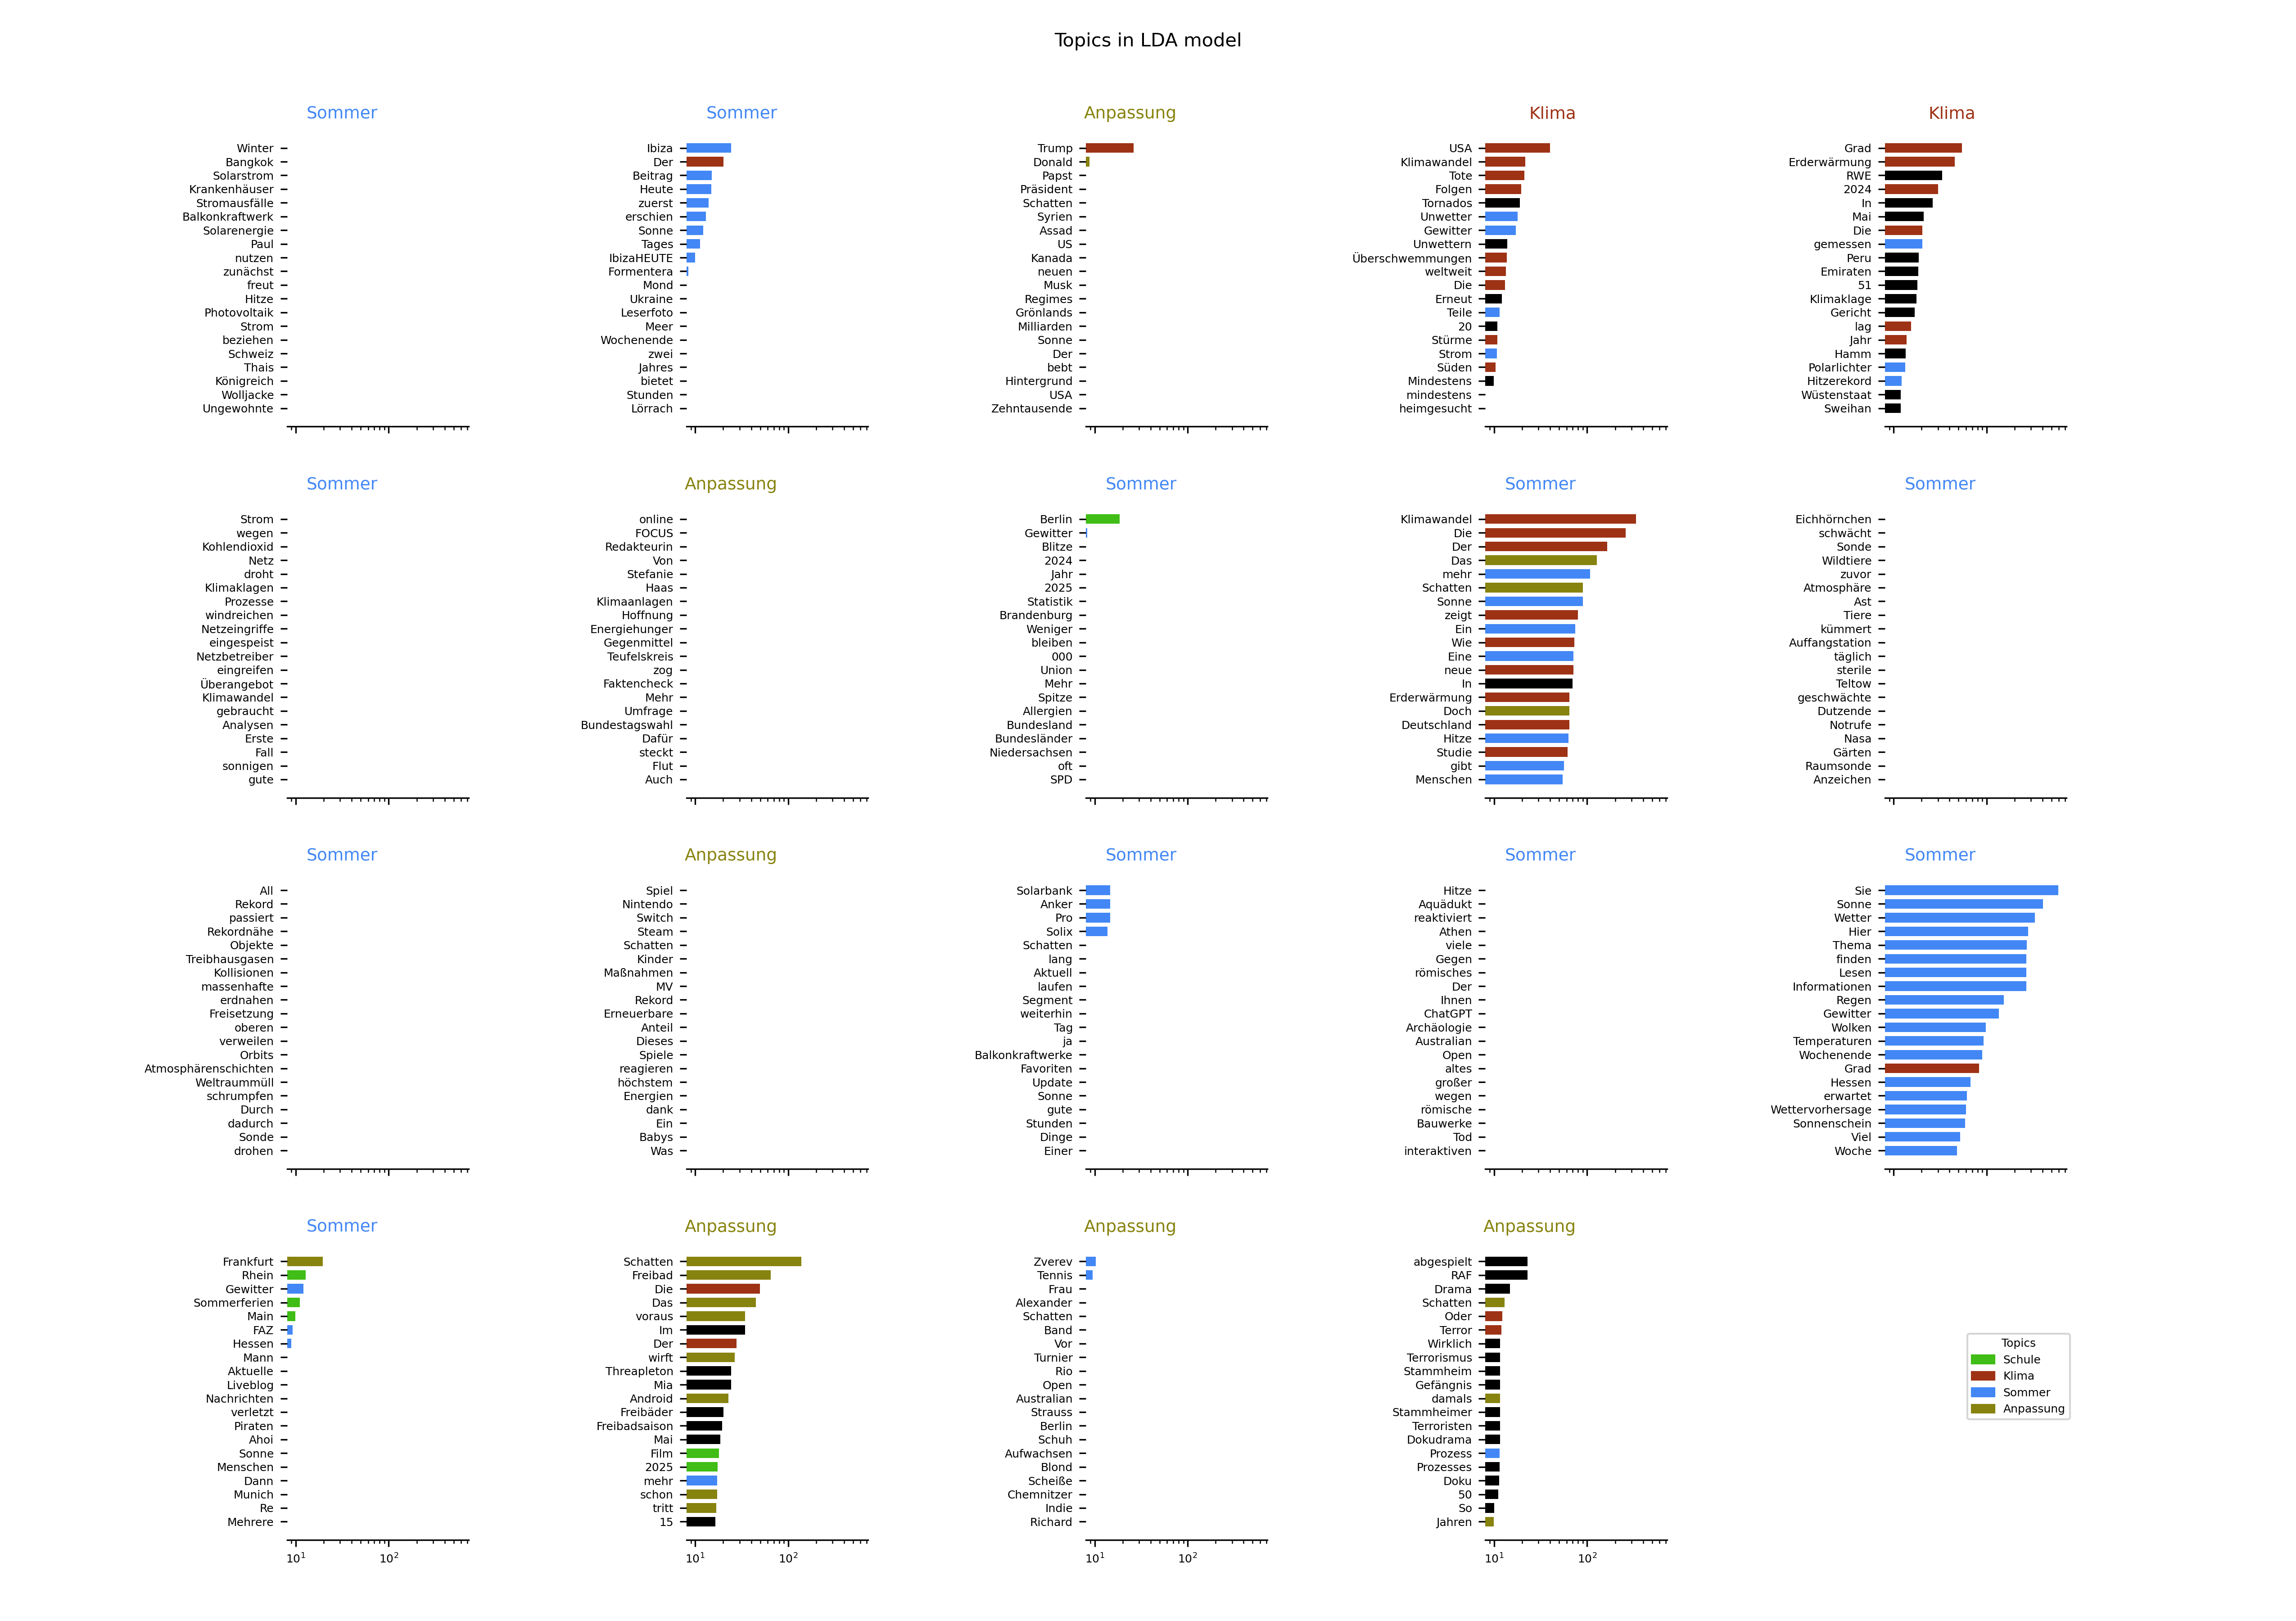 Topics in LDA model
Sommer
Winter
Bangkok
Solarstrom
Krankenhäuser
Stromausfälle
Balkonkraftwerk
Solarenergie
Paul
nutzen
zunächst
freut
Hitze
Photovoltaik
Strom
beziehen
Schweiz
Thais
Königreich
Wolljacke
Ungewohnte
Sommer
Ibiza
Der
Beitrag
Heute
zuerst
erschien
Sonne
Tages
IbizaHEUTE
Formentera
Mond
Ukraine
Leserfoto
Meer
Wochenende
zwei
Jahres
bietet
Stunden
Lörrach
Anpassung
Trump
Donald
Papst
Präsident
Schatten
Syrien
Assad
US
Kanada
neuen
Musk
Regimes
Grönlands
Milliarden
Sonne
Der
bebt
Hintergrund
USA
Zehntausende
Klima
USA
Klimawandel
Tote
Folgen
Tornados
Unwetter
Gewitter
Unwettern
Überschwemmungen
weltweit
Die
Erneut
Teile
20
Stürme
Strom
Süden
Mindestens
mindestens
heimgesucht
Klima
Grad
Erderwärmung
RWE
2024
In
Mai
Die
gemessen
Peru
Emiraten
51
Klimaklage
Gericht
lag
Jahr
Hamm
Polarlichter
Hitzerekord
Wüstenstaat
Sweihan
Sommer
Strom
wegen
Kohlendioxid
Netz
droht
Klimaklagen
Prozesse
windreichen
Netzeingriffe
eingespeist
Netzbetreiber
eingreifen
Überangebot
Klimawandel
gebraucht
Analysen
Erste
Fall
sonnigen
gute
Anpassung
online
FOCUS
Redakteurin
Von
Stefanie
Haas
Klimaanlagen
Hoffnung
Energiehunger
Gegenmittel
Teufelskreis
zog
Faktencheck
Mehr
Umfrage
Bundestagswahl
Dafür
steckt
Flut
Auch
Sommer
Berlin
Gewitter
Blitze
2024
Jahr
2025
Statistik
Brandenburg
Weniger
bleiben
000
Union
Mehr
Spitze
Allergien
Bundesland
Bundesländer
Niedersachsen
oft
SPD
Sommer
Klimawandel
Die
Der
Das
mehr
Schatten
Sonne
zeigt
Ein
Wie
Eine
neue
In
Erderwärmung
Doch
Deutschland
Hitze
Studie
gibt
Menschen
Sommer
Eichhörnchen
schwächt
Sonde
Wildtiere
zuvor
Atmosphäre
Ast
Tiere
kümmert
Auffangstation
täglich
sterile
Teltow
geschwächte
Dutzende
Notrufe
Nasa
Gärten
Raumsonde
Anzeichen
Sommer
All
Rekord
passiert
Rekordnähe
Objekte
Treibhausgasen
Kollisionen
massenhafte
erdnahen
Freisetzung
oberen
verweilen
Orbits
Atmosphärenschichten
Weltraummüll
schrumpfen
Durch
dadurch
Sonde
drohen
Anpassung
Spiel
Nintendo
Switch
Steam
Schatten
Kinder
Maßnahmen
MV
Rekord
Erneuerbare
Anteil
Dieses
Spiele
reagieren
höchstem
Energien
dank
Ein
Babys
Was
Sommer
Solarbank
Anker
Pro
Solix
Schatten
lang
Aktuell
laufen
Segment
weiterhin
Tag
ja
Balkonkraftwerke
Favoriten
Update
Sonne
gute
Stunden
Dinge
Einer
Sommer
Hitze
Aquädukt
reaktiviert
Athen
viele
Gegen
römisches
Der
Ihnen
ChatGPT
Archäologie
Australian
Open
altes
großer
wegen
römische
Bauwerke
Tod
interaktiven
Sommer
Sie
Sonne
Wetter
Hier
Thema
finden
Lesen
Informationen
Regen
Gewitter
Wolken
Temperaturen
Wochenende
Grad
Hessen
erwartet
Wettervorhersage
Sonnenschein
Viel
Woche
Sommer
Frankfurt
Rhein
Gewitter
Sommerferien
Main
FAZ
Hessen
Mann
Aktuelle
Liveblog
Nachrichten
verletzt
Piraten
Ahoi
Sonne
Menschen
Dann
Munich
Re
Mehrere
10¹ 10²
Anpassung
Schatten
Freibad
Die
Das
voraus
Im
Der
wirft
Threapleton
Mia
Android
Freibäder
Freibadsaison
Mai
Film
2025
mehr
schon
tritt
15
10¹ 10²
Anpassung
Zverev
Tennis
Frau
Alexander
Schatten
Band
Vor
Turnier
Rio
Open
Australian
Strauss
Berlin
Schuh
Aufwachsen
Blond
Scheiße
Chemnitzer
Indie
Richard
10¹ 10²
Anpassung
abgespielt
RAF
Drama
Schatten
Oder
Terror
Wirklich
Terrorismus
Stammheim
Gefängnis
damals
Stammheimer
Terroristen
Dokudrama
Prozess
Prozesses
Doku
50
So
Jahren
10¹ 10²
Topics
Schule
Klima
Sommer
Anpassung